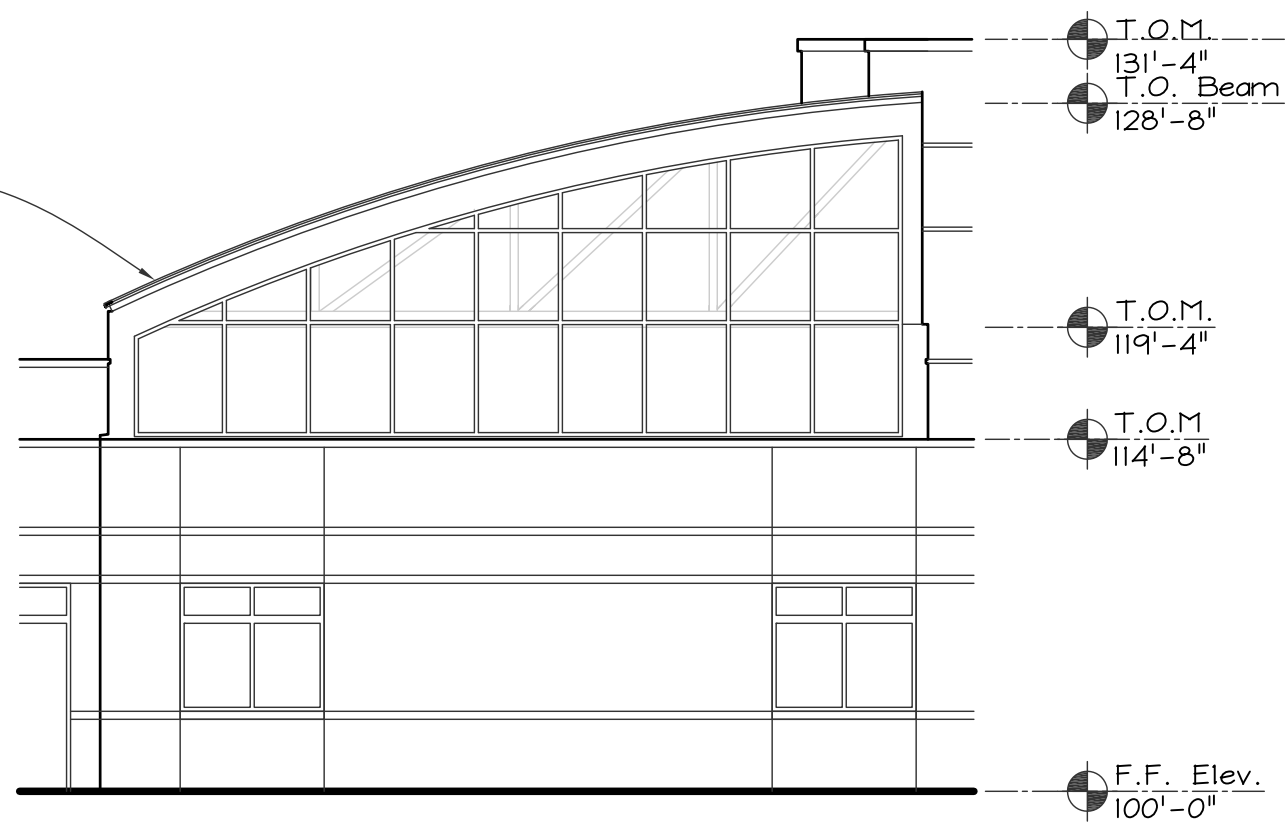 T.O.M.
131'-4"
T.O. Beam
128'-8"
T.O.M.
119'-4"
T.O.M
114'-8"
F.F. Elev.
100'-0"